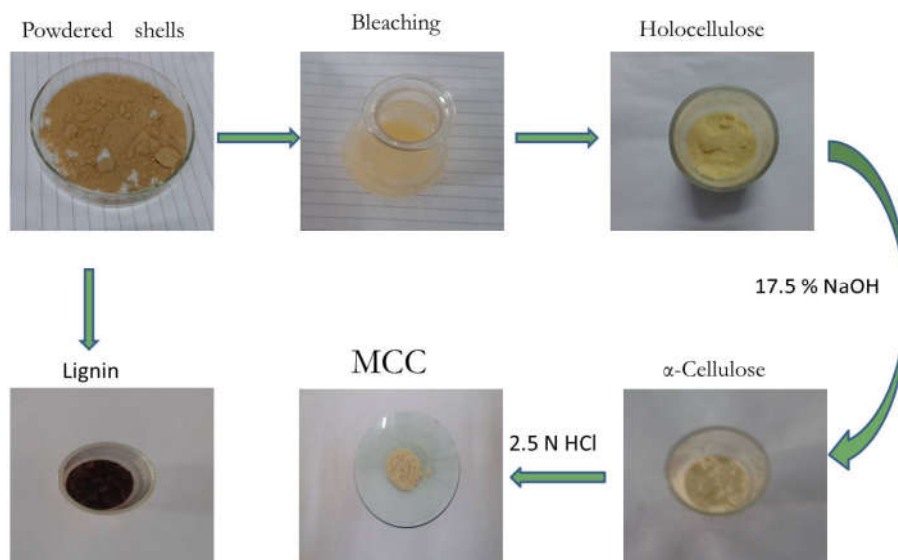 Powdered shells
Bleaching
Holocellulose
17.5 % NaOH
Lignin
MCC
α-Cellulose
2.5 N HCl